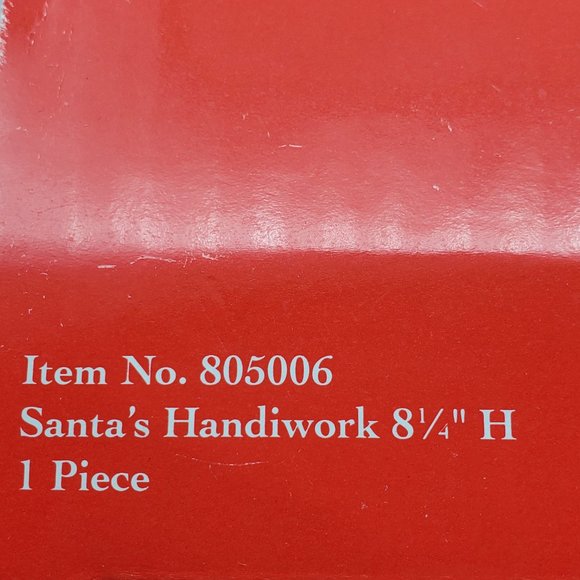 Item No. 805006
Santa's Handiwork 8¼" H
1 Piece